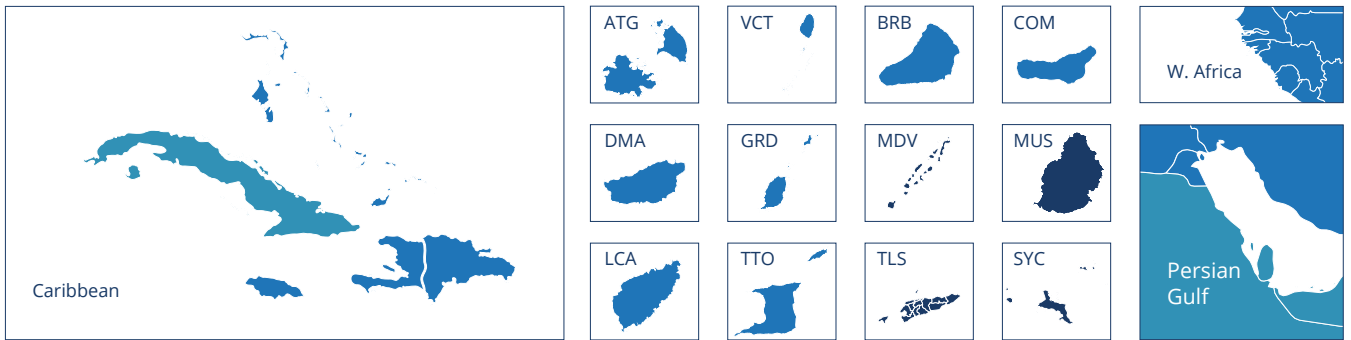 ATG
VCT
BRB
COM
W. Africa
DMA
GRD
MDV
MUS
Caribbean
LCA
TTO
TLS
SYC
Persian
Gulf